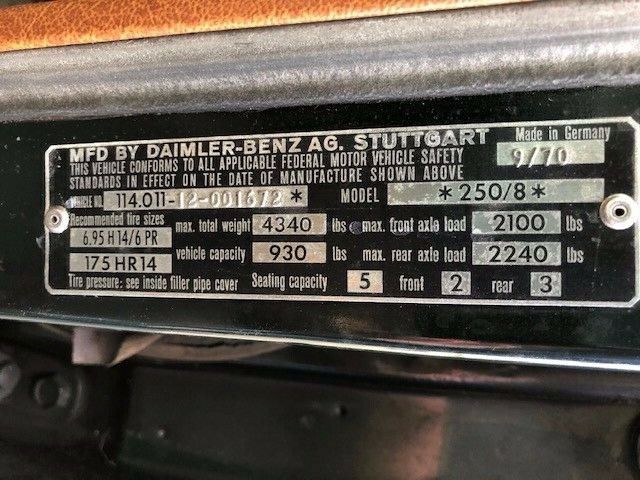 MFD BY DAIMLER-BENZ AG. STUTTGART Made in Germany
THIS VEHICLE CONFORMS TO ALL APPLICABLE FEDERAL MOTOR VEHICLE SAFETY 9/70
STANDARDS IN EFFECT ON THE DATE OF MANUFACTURE SHOWN ABOVE
VEHICLE No. 114.011-12-001672* MODEL *250/8*
Recommended tire sizes max. total weight 4340 lbs max. front axle load 2100 lbs
6.95 H 14/6 PR vehicle capacity 930 lbs max. rear axle load 2240 lbs
175 HR 14
Tire pressure: see inside filler pipe cover Seating capacity 5 front 2 rear 3